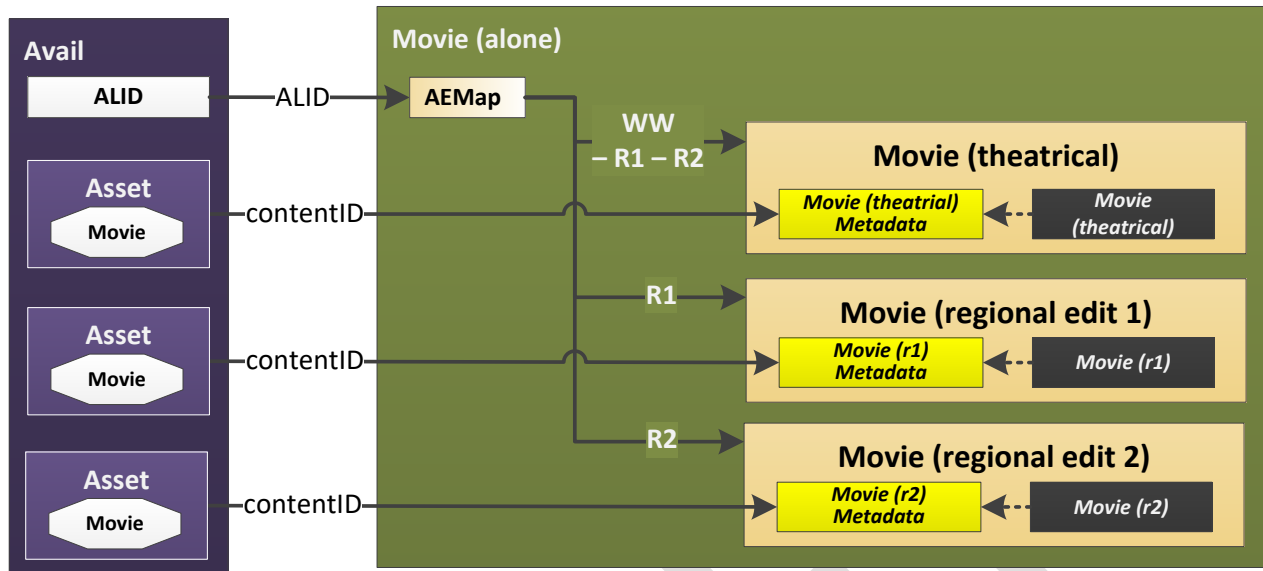 Avail
ALID
ALID
Movie (alone)
AEMap
WW
– R1 – R2
Movie (theatrical)
Asset
Movie
contentID
Movie (theatrial)
Metadata
Movie
(theatrical)
R1
Movie (regional edit 1)
Asset
Movie
contentID
Movie (r1)
Metadata
Movie (r1)
R2
Movie (regional edit 2)
Asset
Movie
contentID
Movie (r2)
Metadata
Movie (r2)